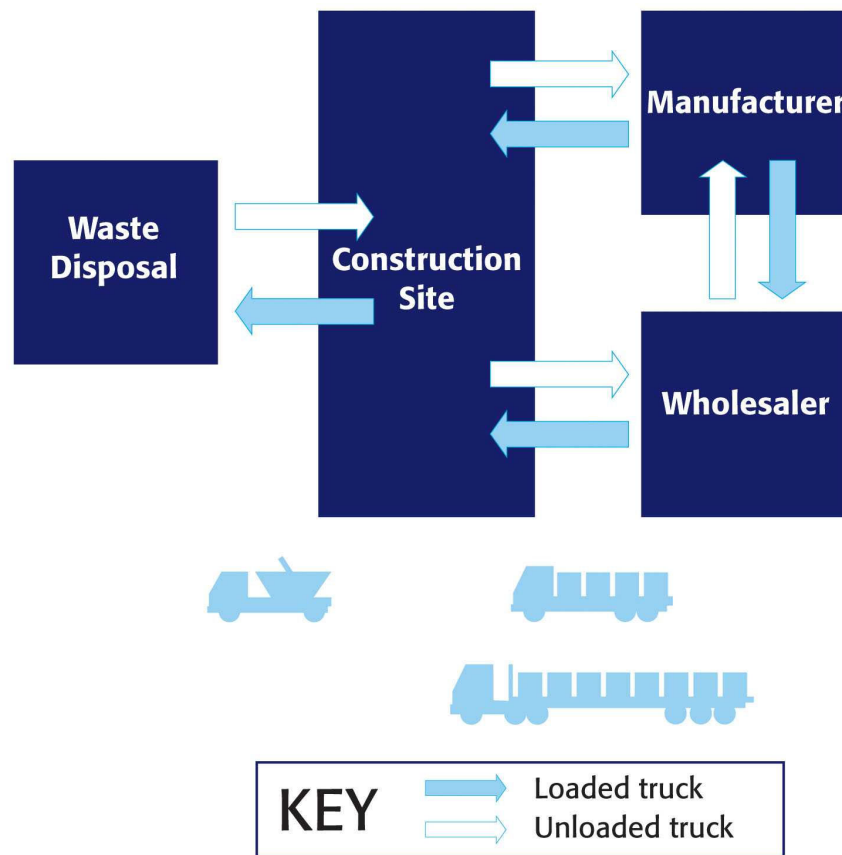 Manufacturer
Waste
Disposal
Construction
Site
Wholesaler
KEY
Loaded truck
Unloaded truck